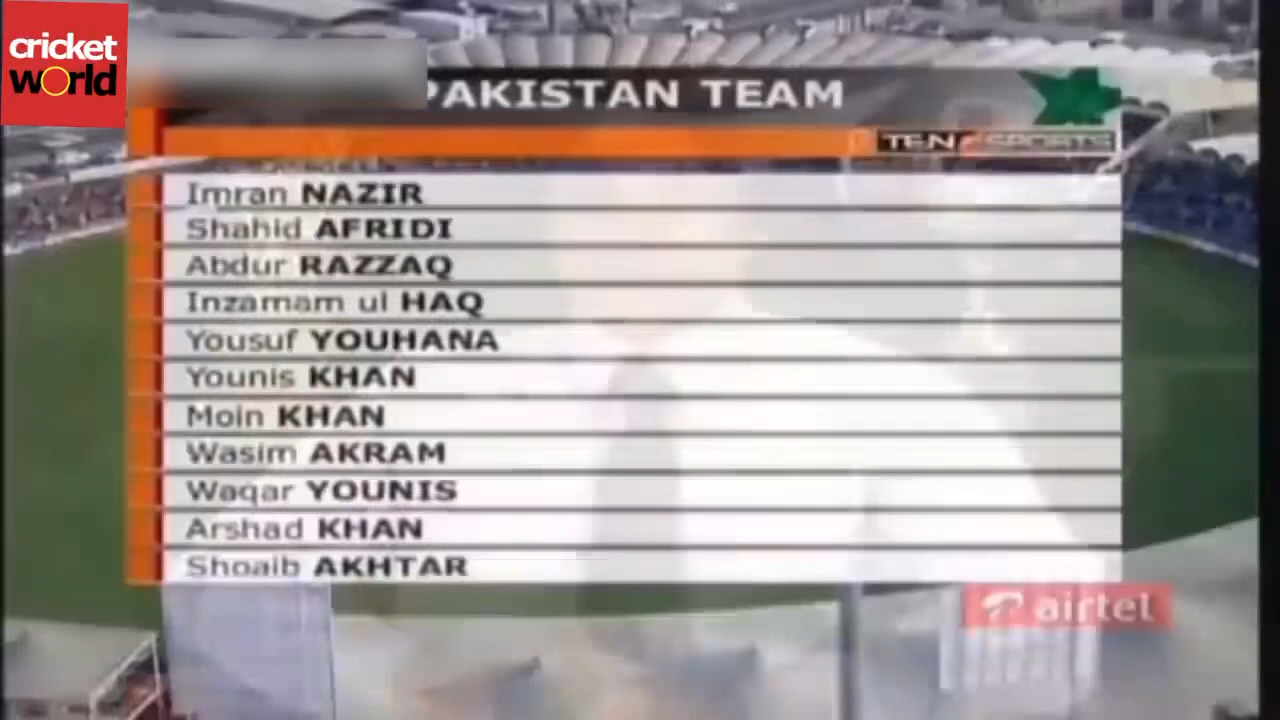 cricket
world
PAKISTAN TEAM
TEN SPORTS
Imran NAZIR
Shahid AFRIDI
Abdur RAZZAQ
Inzamam ul HAQ
Yousuf YOUHANA
Younis KHAN
Moin KHAN
Wasim AKRAM
Waqar YOUNIS
Arshad KHAN
Shoaib AKHTAR
airtel